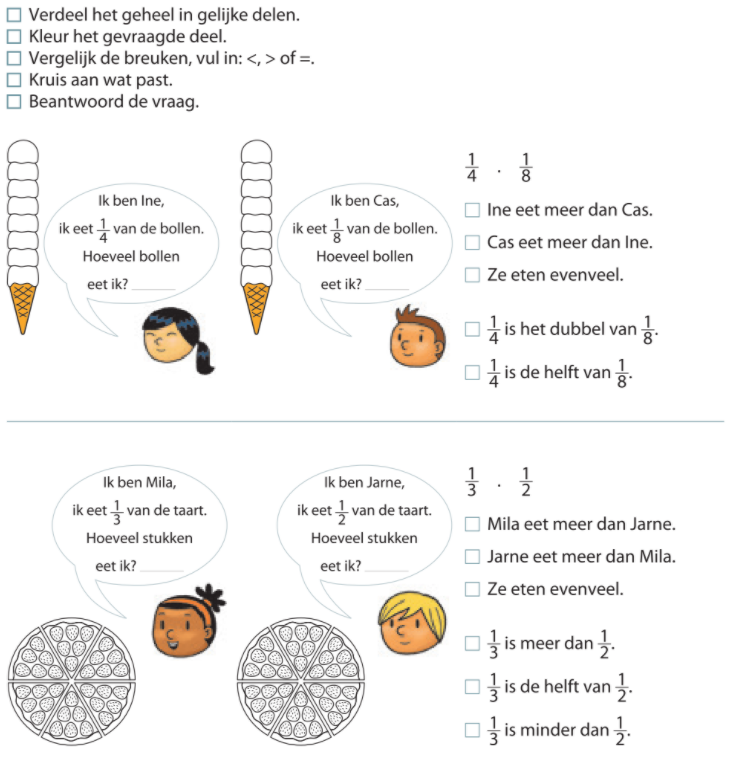 Verdeel het geheel in gelijke delen.
Kleur het gevraagde deel.
Vergelijk de breuken, vul in: <, > of =.
Kruis aan wat past.
Beantwoord de vraag.
Ik ben Ine,
ik eet 1/4 van de bollen.
Hoeveel bollen
eet ik? ______
Ik ben Cas,
ik eet 1/8 van de bollen.
Hoeveel bollen
eet ik? ______
1/4 . 1/8
Ine eet meer dan Cas.
Cas eet meer dan Ine.
Ze eten evenveel.
1/4 is het dubbel van 1/8.
1/4 is de helft van 1/8.
Ik ben Mila,
ik eet 1/3 van de taart.
Hoeveel stukken
eet ik? ______
Ik ben Jarne,
ik eet 1/2 van de taart.
Hoeveel stukken
eet ik? ______
1/3 . 1/2
Mila eet meer dan Jarne.
Jarne eet meer dan Mila.
Ze eten evenveel.
1/3 is meer dan 1/2.
1/3 is de helft van 1/2.
1/3 is minder dan 1/2.